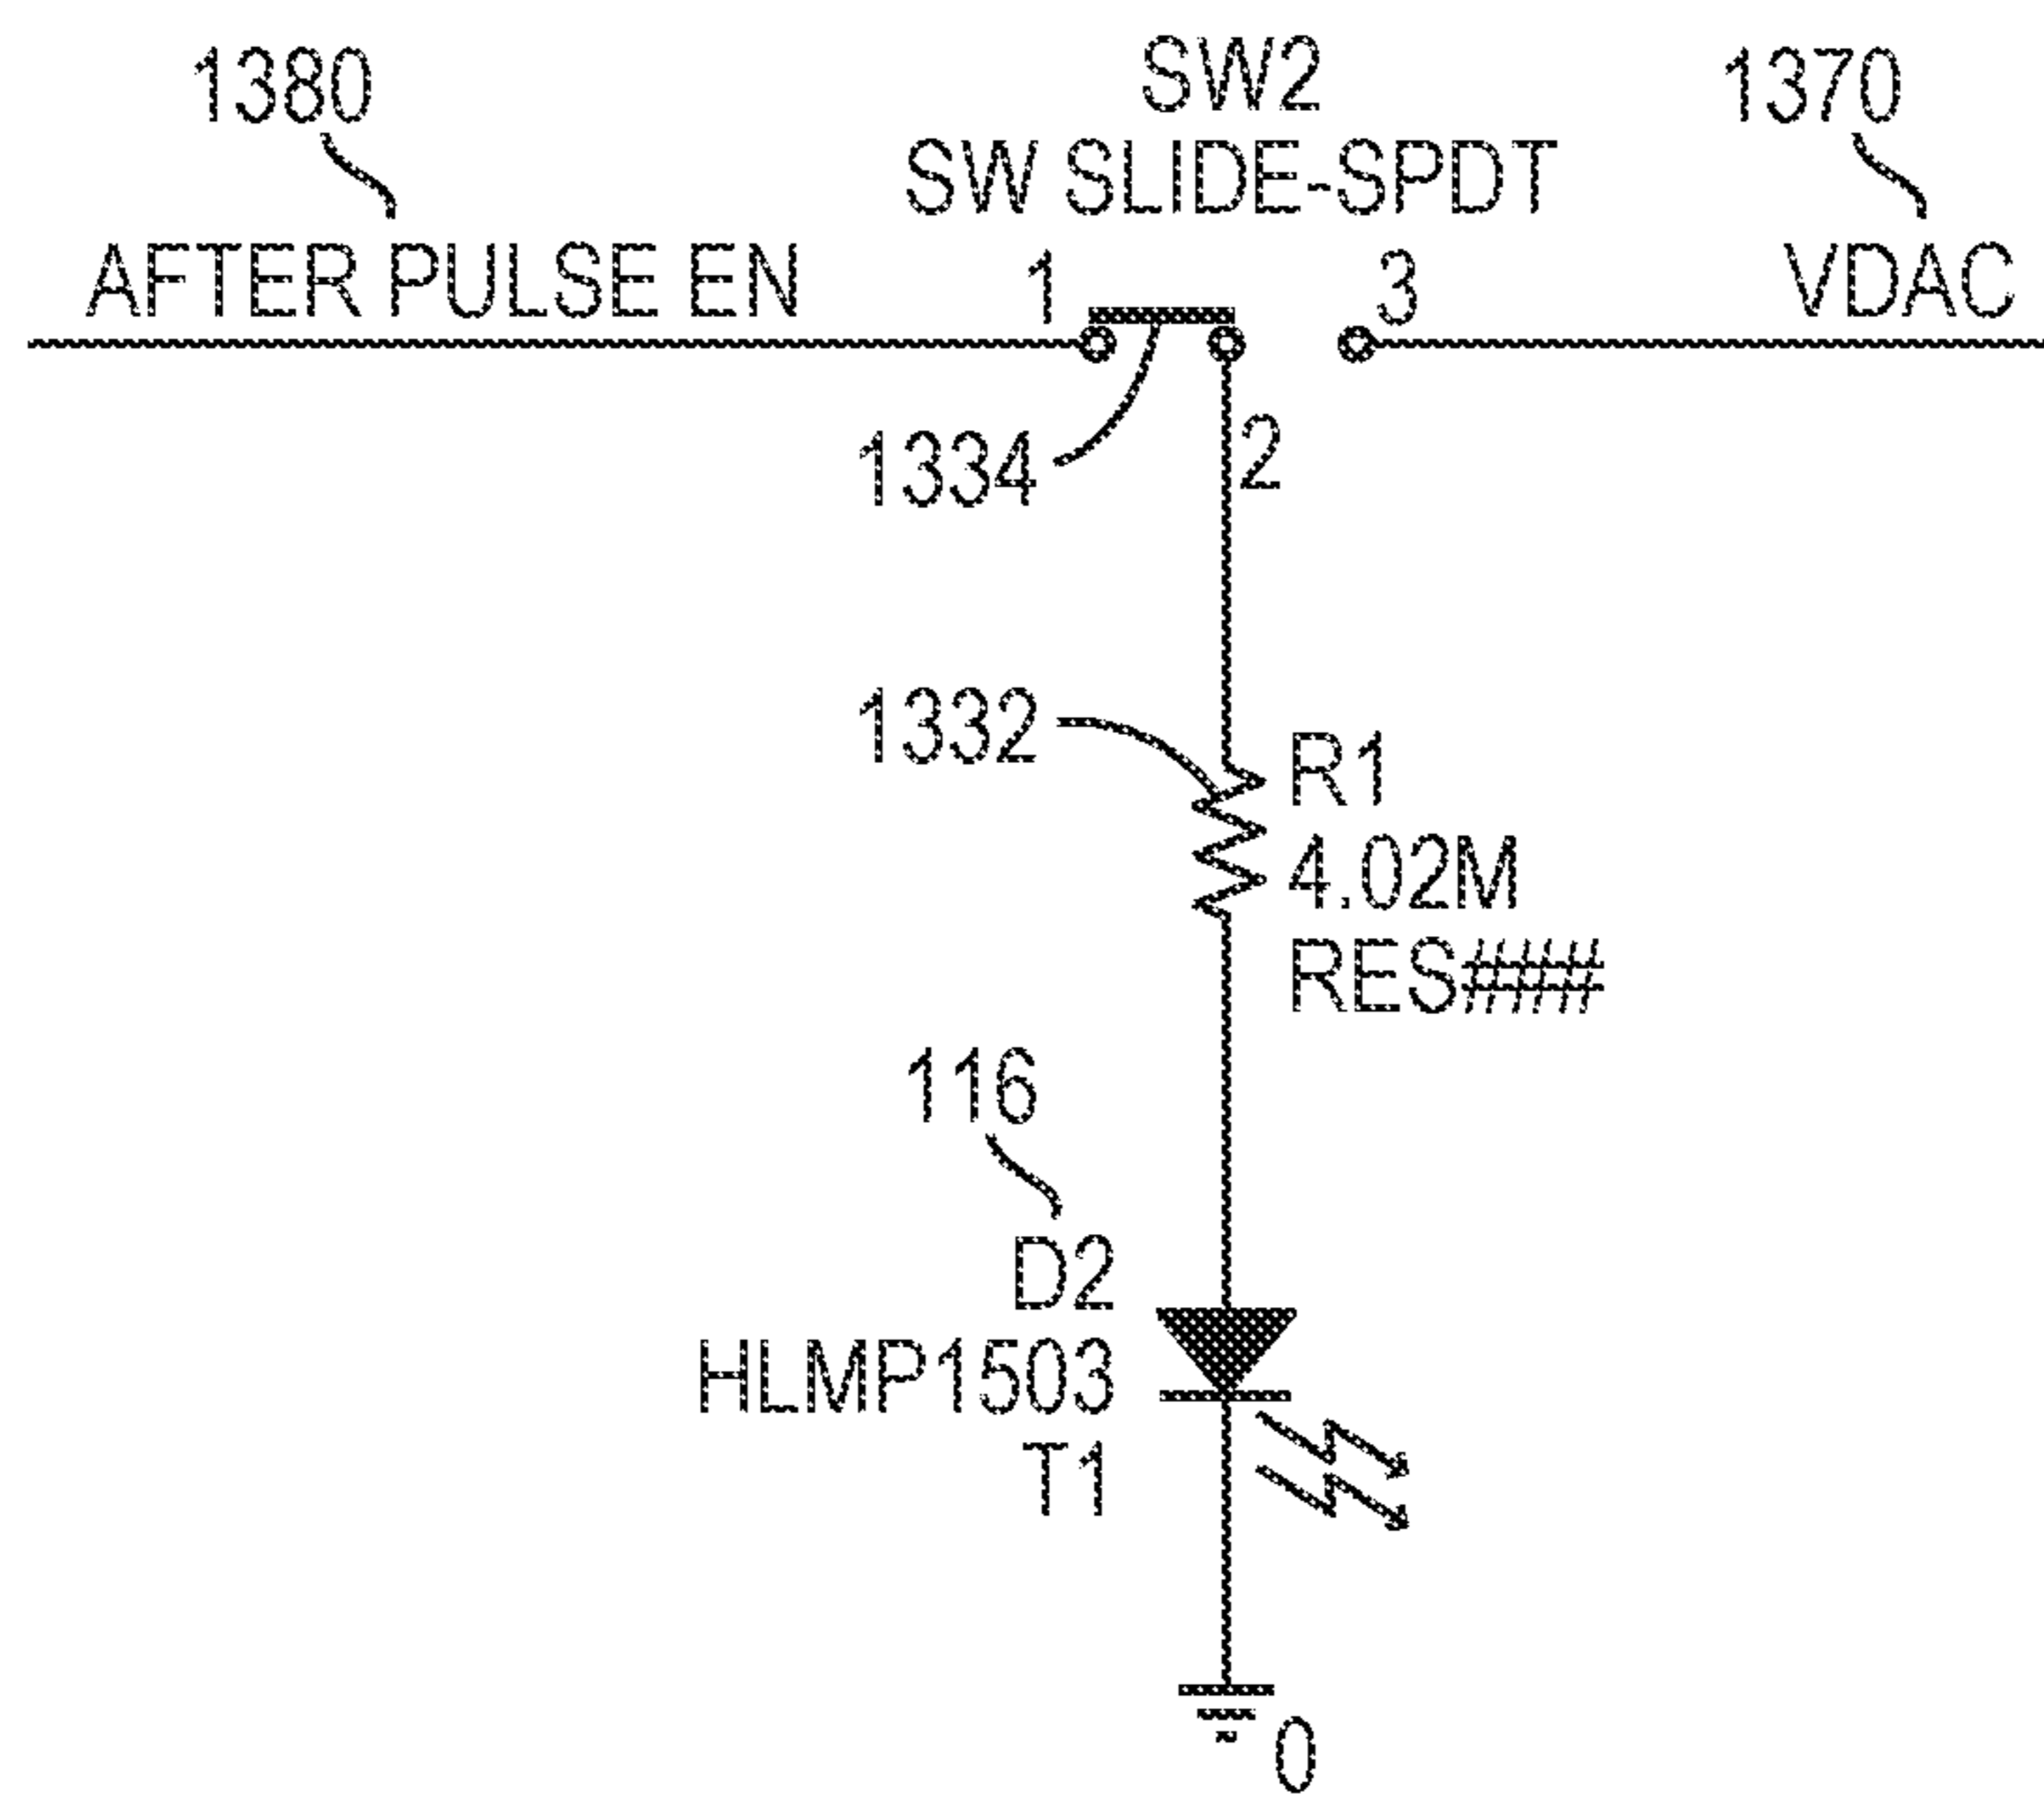 1380
SW2
1370
SW SLIDE-SPDT
AFTER PULSE EN
1
3
VDAC
1334
2
1332
R1
4.02M
RES###
116
D2
HLMP1503
T1
0